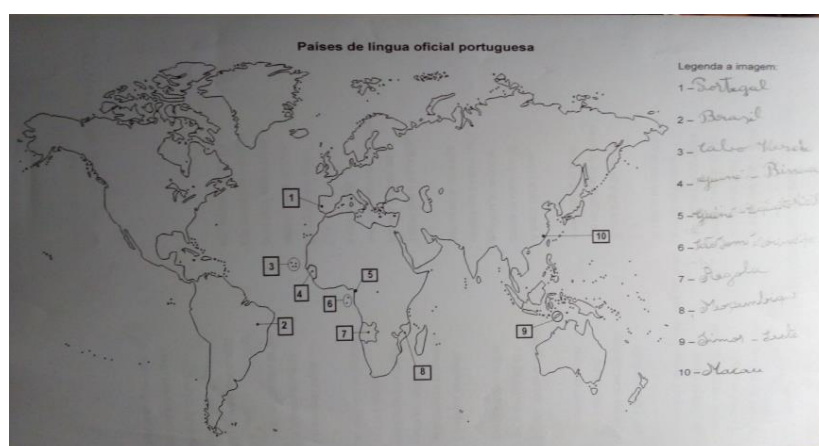 Países de língua oficial portuguesa
Legenda a imagem:
1 - Portugal
2 - Brasil
3 - Cabo Verde
4 - Guiné - Bissau
5 - Guiné-
6 - São Tomé
7 - Angola
8 - Moçambique
9 - Timor - Leste
10 - Macau
1
10
3
5
4
6
7
2
9
8